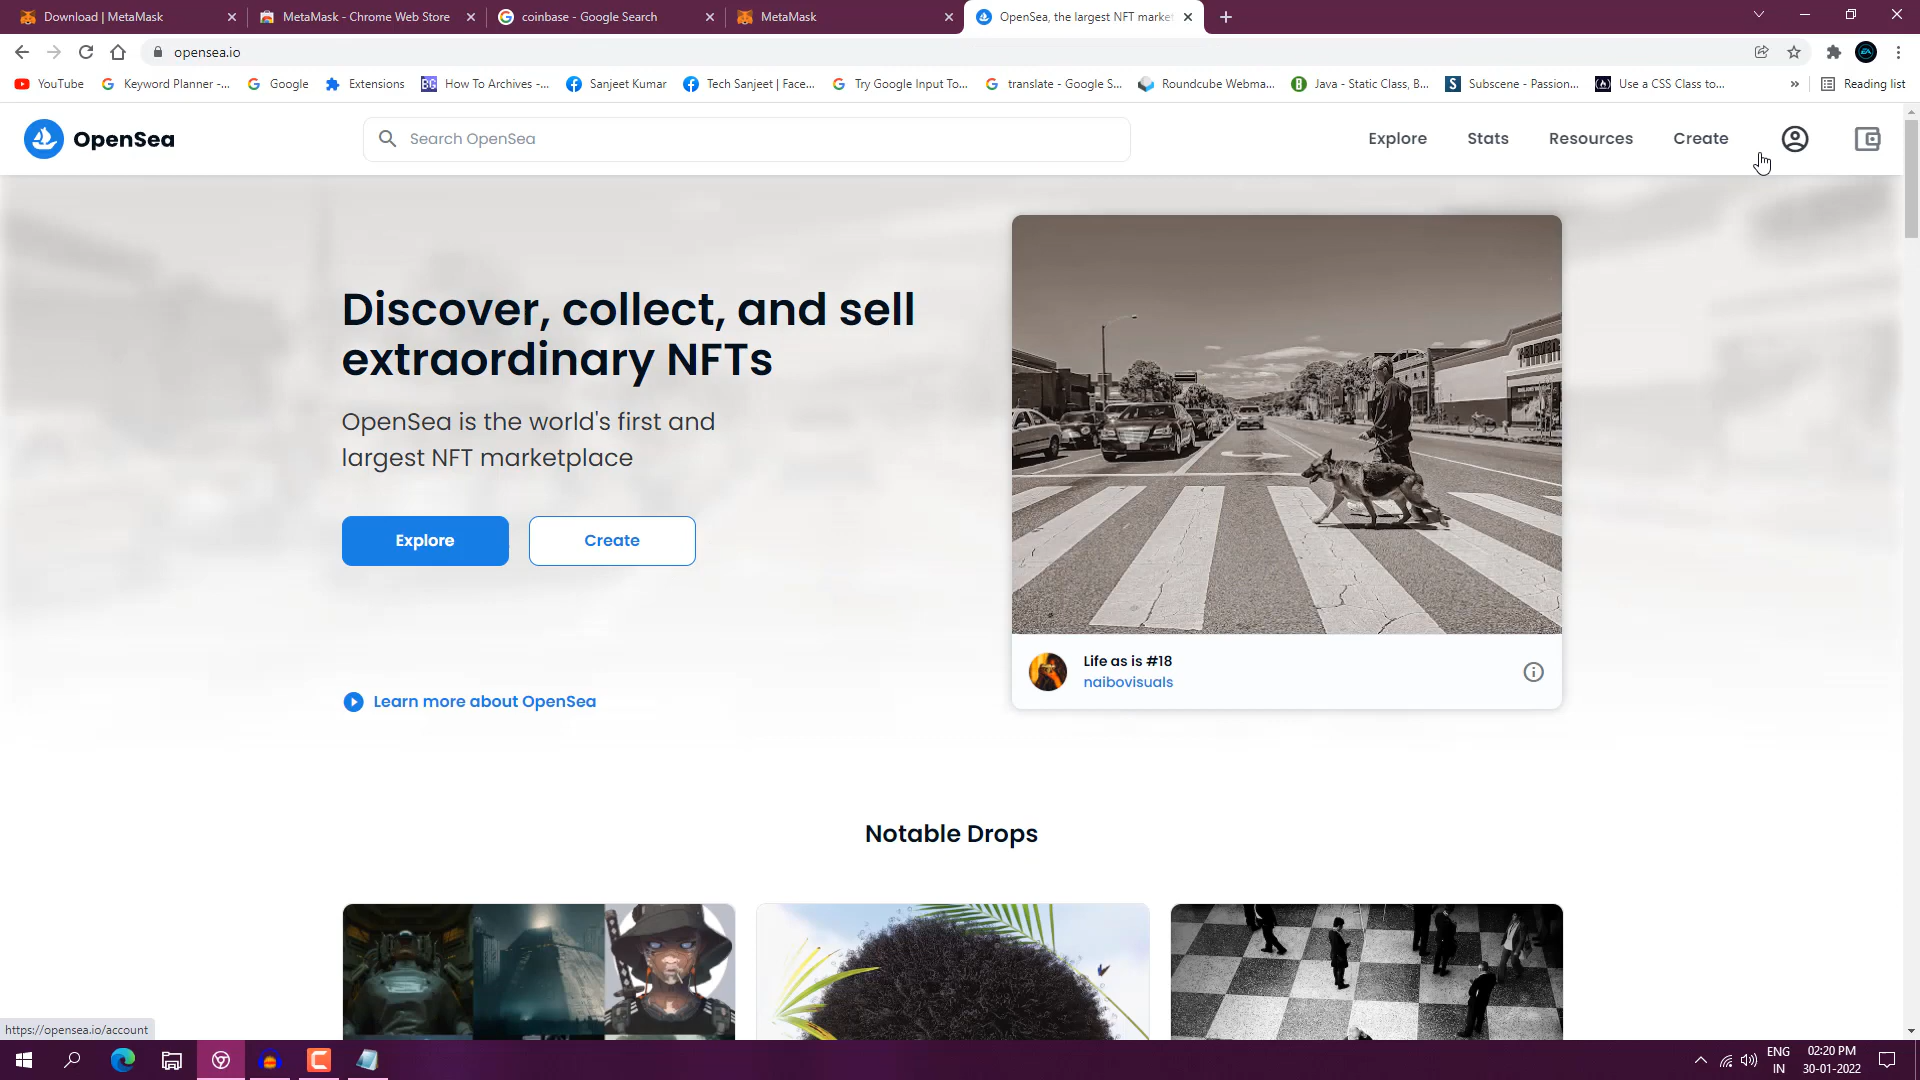 Download | MetaMask
MetaMask - Chrome Web Store
coinbase - Google Search
MetaMask
OpenSea, the largest NFT marke
opensea.io
YouTube
Keyword Planner -...
Google
Extensions
How To Archives -...
Sanjeet Kumar
Tech Sanjeet | Face...
Try Google Input To...
translate - Google S...
Roundcube Webma...
Java - Static Class, B...
Subscene - Passion...
Use a CSS Class to...
»
Reading list
OpenSea
Search OpenSea
Explore
Stats
Resources
Create
Discover, collect, and sell
extraordinary NFTs
OpenSea is the world's first and
largest NFT marketplace
Explore
Create
Learn more about OpenSea
Life as is #18
naibovisuals
Notable Drops
https://opensea.io/account
ENG
IN
02:20 PM
30-01-2022